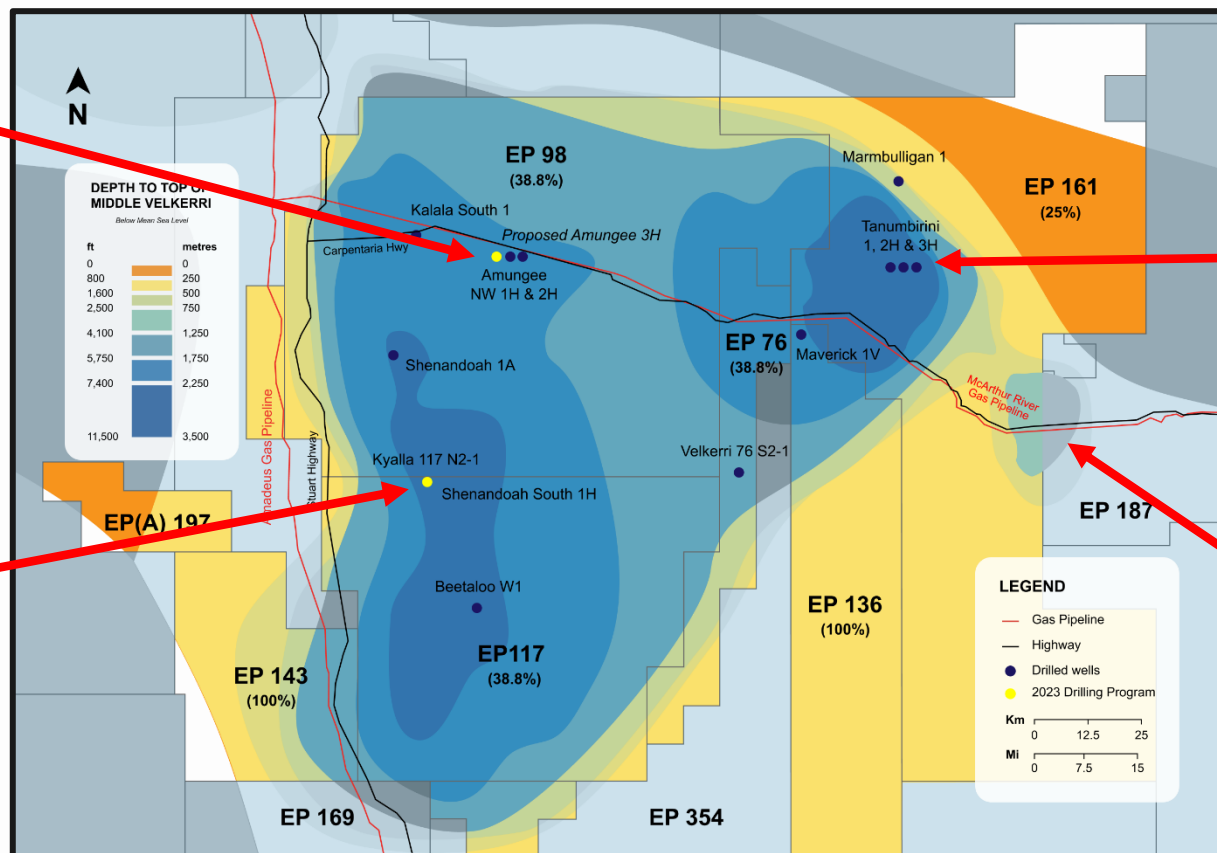 N
DEPTH TO TOP OF
MIDDLE VELKERRI
Below Mean Sea Level
ft
metres
0
0
800
250
1,600
500
2,500
750
4,100
1,250
5,750
1,750
7,400
2,250
11,500
3,500
EP 98
(38.8%)
Kalala South 1
Carpentaria Hwy
Proposed Amungee 3H
Amungee
NW 1H & 2H
Marmbulligan 1
EP 161
(25%)
Tanumbirini
1, 2H & 3H
EP 76
(38.8%)
Maverick 1V
Shenandoah 1A
McArthur River
Gas Pipeline
Amadeus Gas Pipeline
Stuart Highway
Kyalla 117 N2-1
Shenandoah South 1H
Velkerri 76 S2-1
EP(A) 197
EP 187
Beetaloo W1
EP117
(38.8%)
EP 136
(100%)
EP 143
(100%)
EP 169
EP 354
LEGEND
Gas Pipeline
Highway
Drilled wells
2023 Drilling Program
Km
0 12.5 25
Mi
0 7.5 15